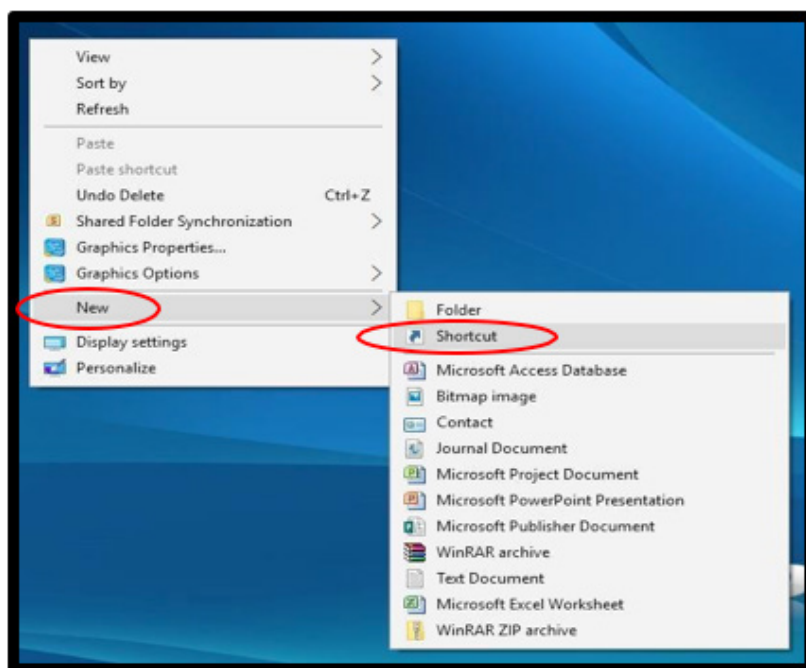 View
Sort by
Refresh
Paste
Paste shortcut
Undo Delete Ctrl+Z
Shared Folder Synchronization
Graphics Properties...
Graphics Options
New
Display settings
Personalize
Folder
Shortcut
Microsoft Access Database
Bitmap image
Contact
Journal Document
Microsoft Project Document
Microsoft PowerPoint Presentation
Microsoft Publisher Document
WinRAR archive
Text Document
Microsoft Excel Worksheet
WinRAR ZIP archive